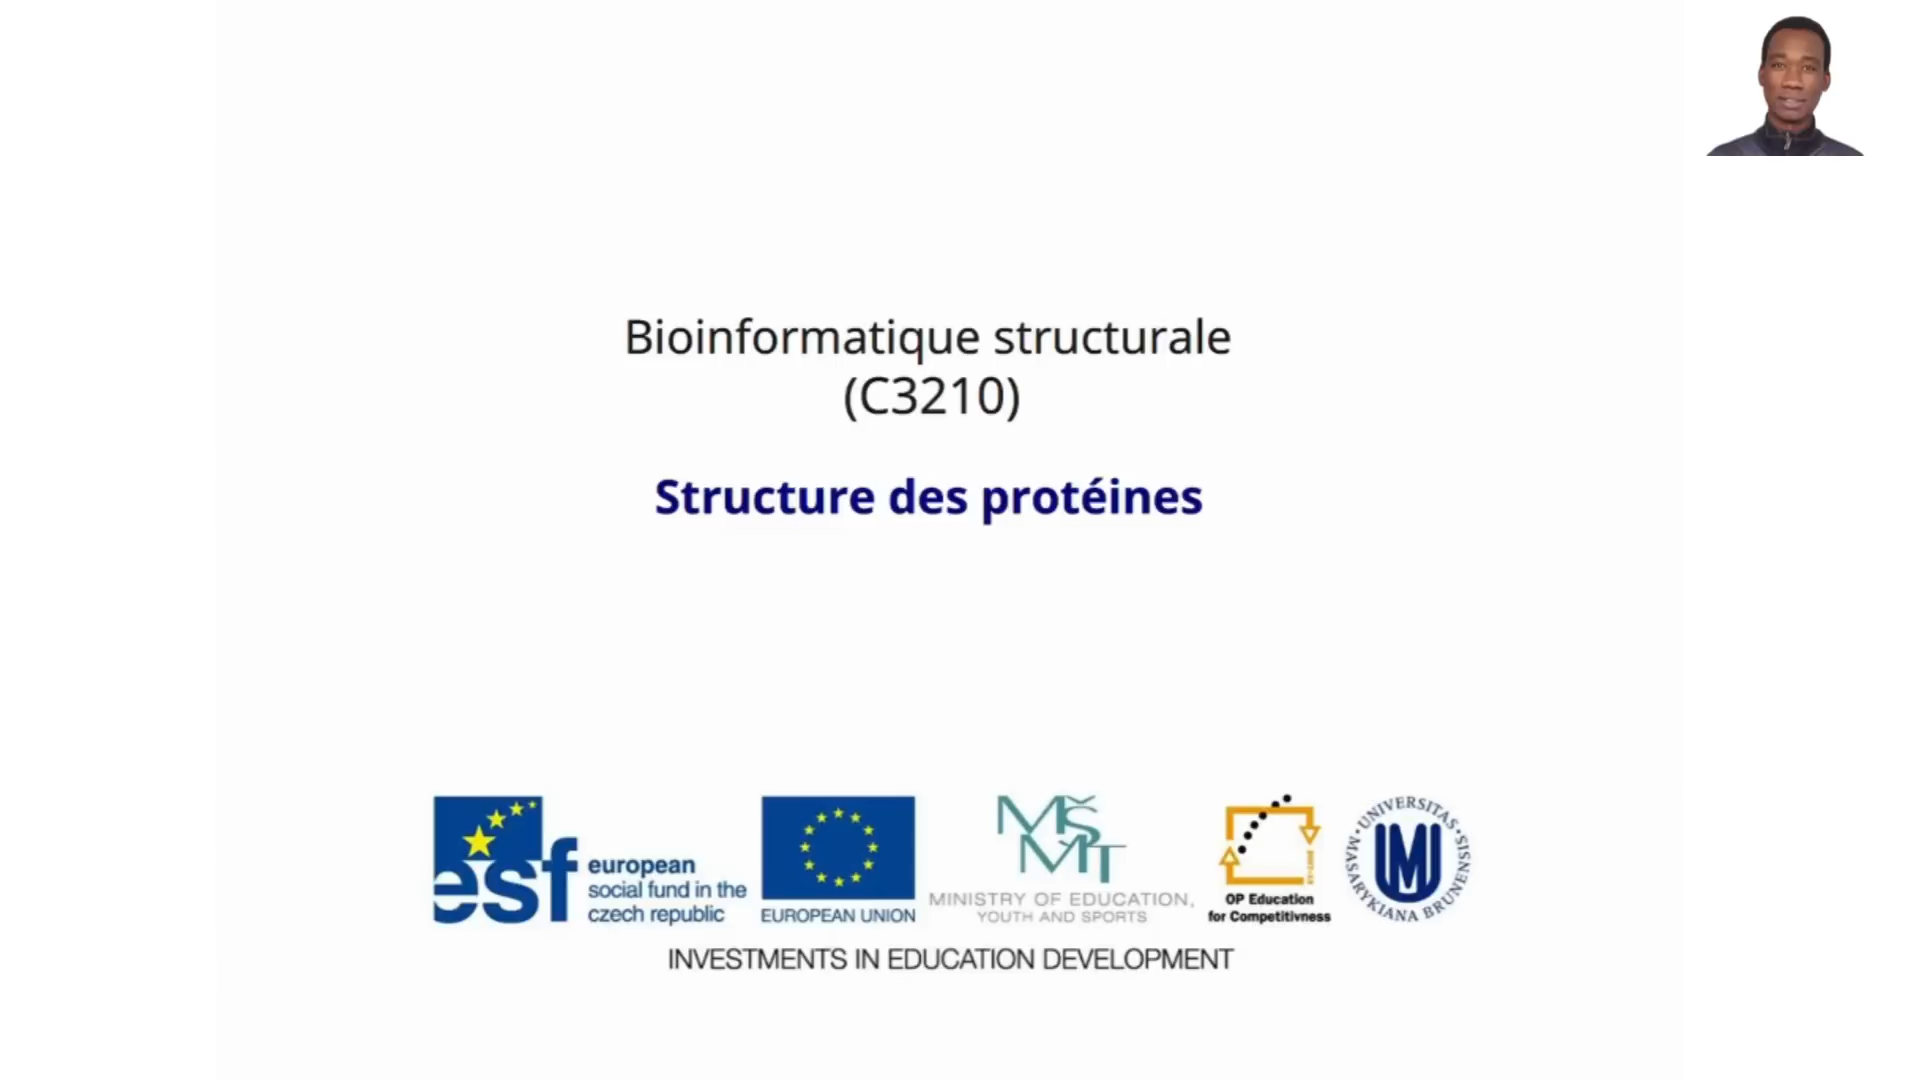 Bioinformatique structurale
(C3210)
Structure des protéines
esf
european
social fund in the
czech republic
EUROPEAN UNION
MŠMT
MINISTRY OF EDUCATION,
YOUTH AND SPORTS
OP Education
for Competitivness
UNIVERSITAS MASARYKIANA BRUNENSIS
INVESTMENTS IN EDUCATION DEVELOPMENT